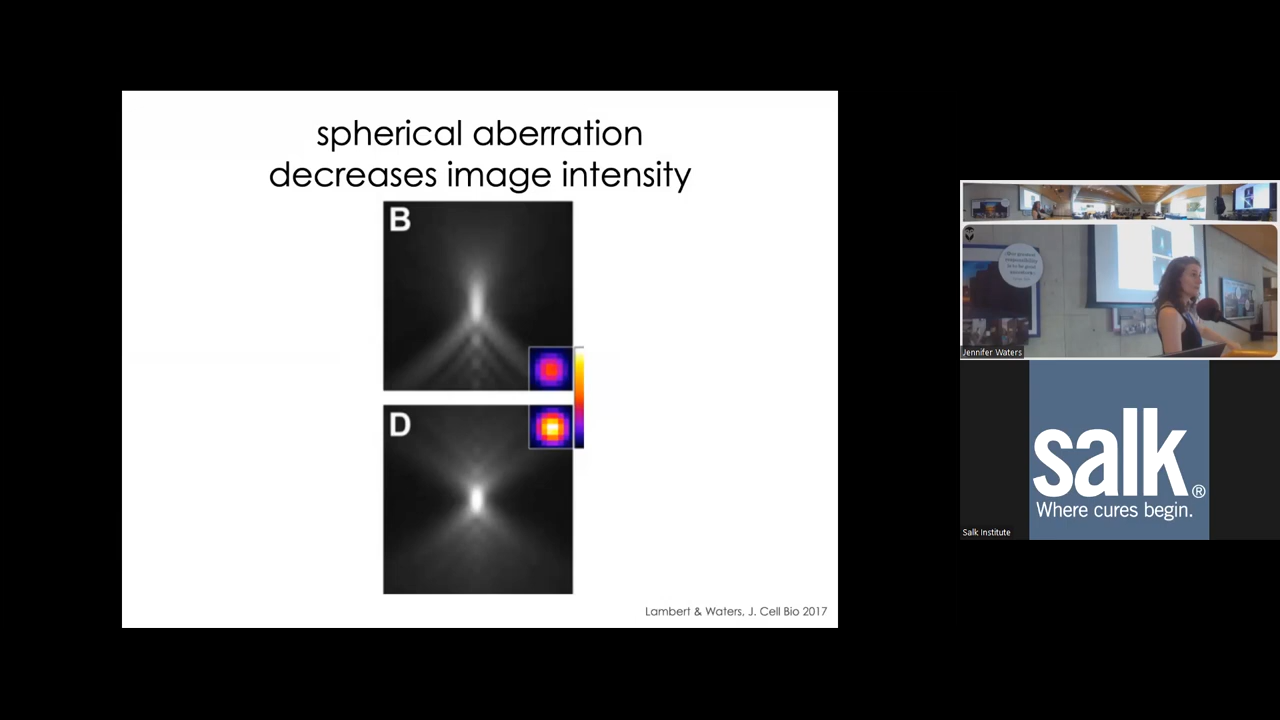 spherical aberration
decreases image intensity
B
D
Lambert & Waters, J. Cell Bio 2017
Jennifer Waters
salk®
Where cures begin.
Salk Institute